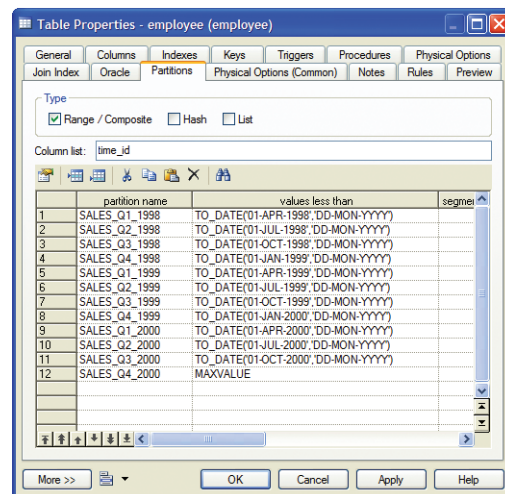 Table Properties - employee (employee)
General Columns Indexes Keys Triggers Procedures Physical Options
Join Index Oracle Partitions Physical Options (Common) Notes Rules Preview
Type
Range / Composite Hash List
Column list: time_id
partition name values less than segmen
1 SALES_Q1_1998 TO_DATE('01-APR-1998','DD-MON-YYYY')
2 SALES_Q2_1998 TO_DATE('01-JUL-1998','DD-MON-YYYY')
3 SALES_Q3_1998 TO_DATE('01-OCT-1998','DD-MON-YYYY')
4 SALES_Q4_1998 TO_DATE('01-JAN-1999','DD-MON-YYYY')
5 SALES_Q1_1999 TO_DATE('01-APR-1999','DD-MON-YYYY')
6 SALES_Q2_1999 TO_DATE('01-JUL-1999','DD-MON-YYYY')
7 SALES_Q3_1999 TO_DATE('01-OCT-1999','DD-MON-YYYY')
8 SALES_Q4_1999 TO_DATE('01-JAN-2000','DD-MON-YYYY')
9 SALES_Q1_2000 TO_DATE('01-APR-2000','DD-MON-YYYY')
10 SALES_Q2_2000 TO_DATE('01-JUL-2000','DD-MON-YYYY')
11 SALES_Q3_2000 TO_DATE('01-OCT-2000','DD-MON-YYYY')
12 SALES_Q4_2000 MAXVALUE
More >> OK Cancel Apply Help